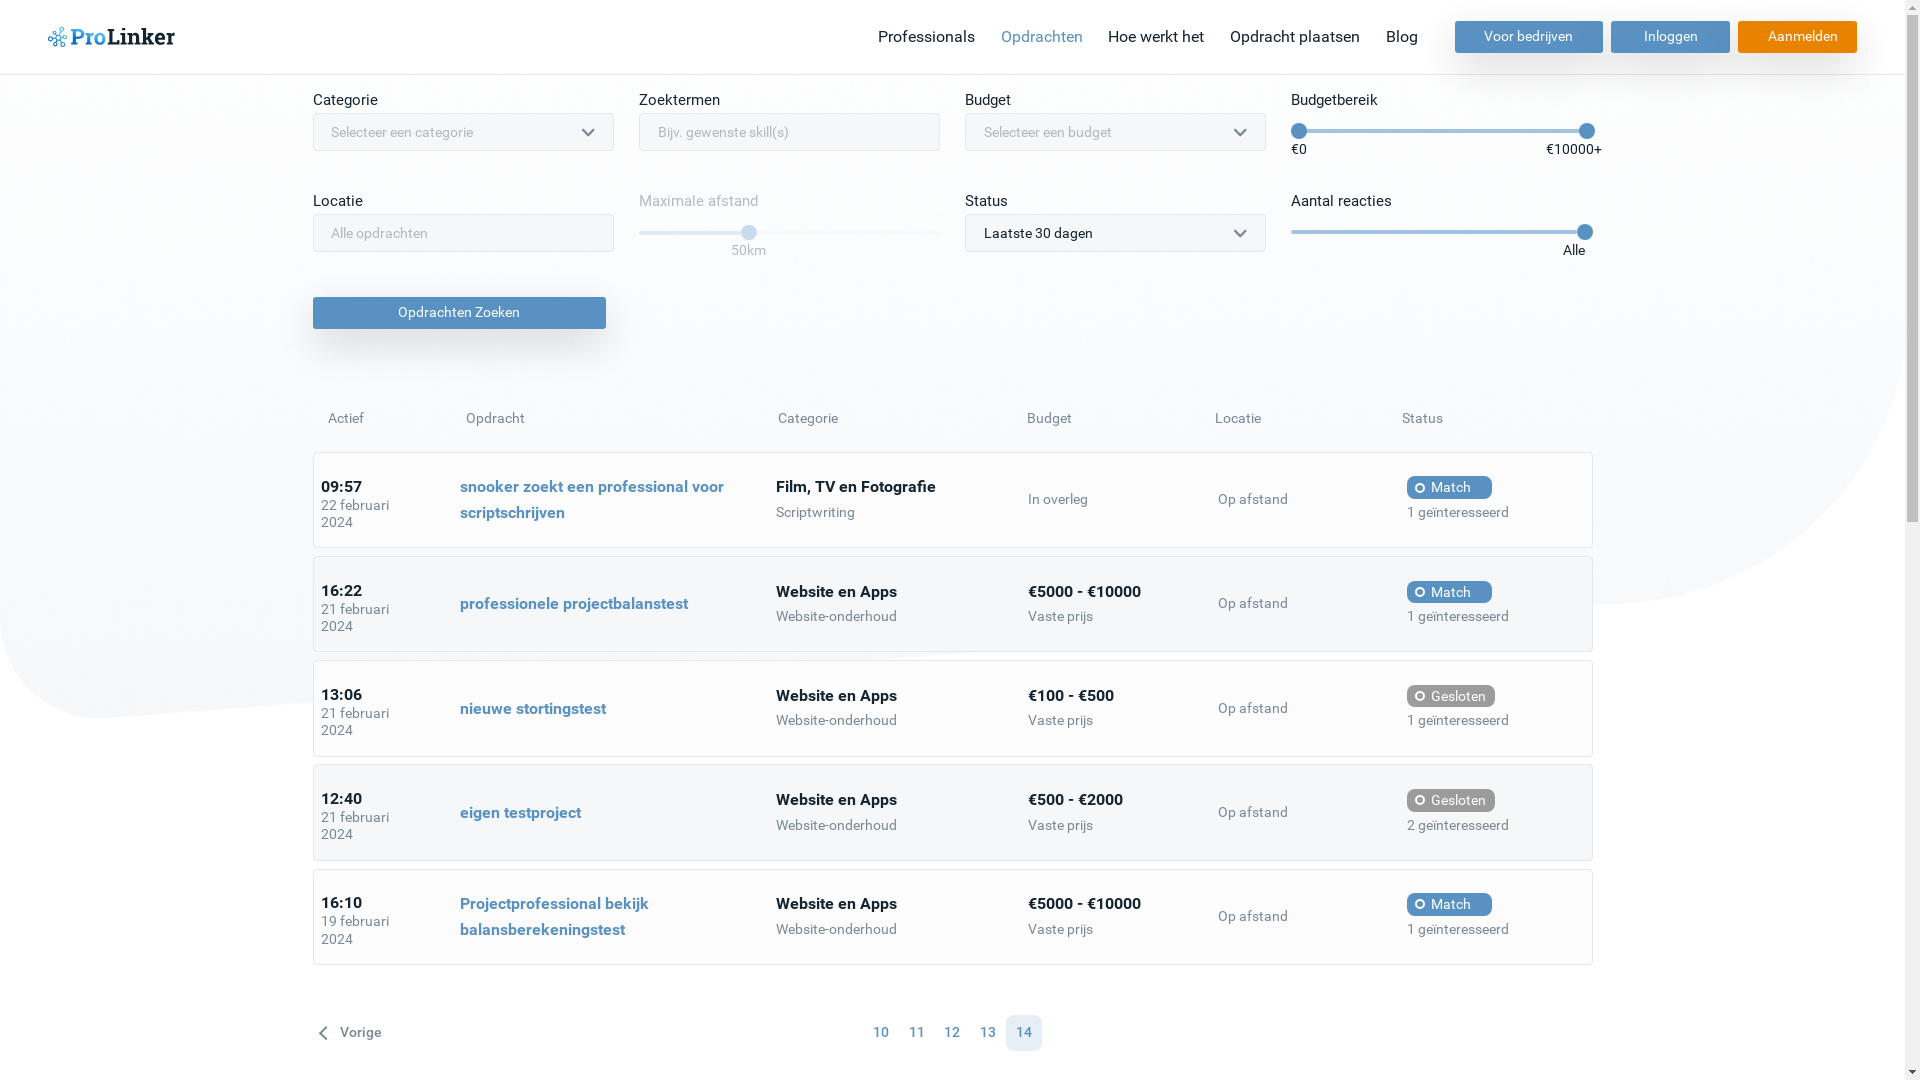 ProLinker
Professionals Opdrachten Hoe werkt het Opdracht plaatsen Blog Voor bedrijven Inloggen Aanmelden
Categorie Zoektermen Budget Budgetbereik
Selecteer een categorie Bijv. gewenste skill(s) Selecteer een budget
€0 €10000+
Locatie Maximale afstand Status Aantal reacties
Alle opdrachten Laatste 30 dagen
50km Alle
Opdrachten Zoeken
Actief Opdracht Categorie Budget Locatie Status
09:57
22 februari
2024
snooker zoekt een professional voor
scriptschrijven
Film, TV en Fotografie
Scriptwriting
In overleg
Op afstand
Match
1 geïnteresseerd
16:22
21 februari
2024
professionele projectbalanstest
Website en Apps
Website-onderhoud
€5000 - €10000
Vaste prijs
Op afstand
Match
1 geïnteresseerd
13:06
21 februari
2024
nieuwe stortingstest
Website en Apps
Website-onderhoud
€100 - €500
Vaste prijs
Op afstand
Gesloten
1 geïnteresseerd
12:40
21 februari
2024
eigen testproject
Website en Apps
Website-onderhoud
€500 - €2000
Vaste prijs
Op afstand
Gesloten
2 geïnteresseerd
16:10
19 februari
2024
Projectprofessional bekijk
balansberekeningstest
Website en Apps
Website-onderhoud
€5000 - €10000
Vaste prijs
Op afstand
Match
1 geïnteresseerd
Vorige 10 11 12 13 14